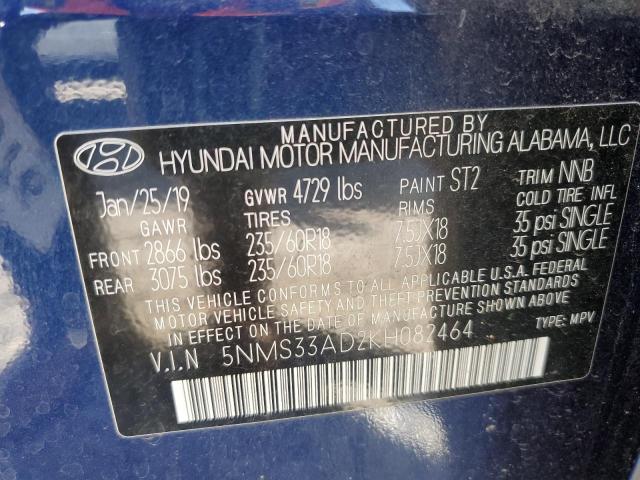 MANUFACTURED BY
HYUNDAI MOTOR MANUFACTURING ALABAMA, LLC
Jan/25/19 GVWR 4729 lbs PAINT ST2 TRIM NNB
GAWR TIRES RIMS COLD TIRE INFL
FRONT 2866 lbs 235/60R18 7.5JX18 35 psi SINGLE
REAR 3075 lbs 235/60R18 7.5JX18 35 psi SINGLE
THIS VEHICLE CONFORMS TO ALL APPLICABLE U.S.A. FEDERAL
MOTOR VEHICLE SAFETY AND THEFT PREVENTION STANDARDS
IN EFFECT ON THE DATE OF MANUFACTURE SHOWN ABOVE
V.I.N 5NMS33AD2KH082464 TYPE: MPV